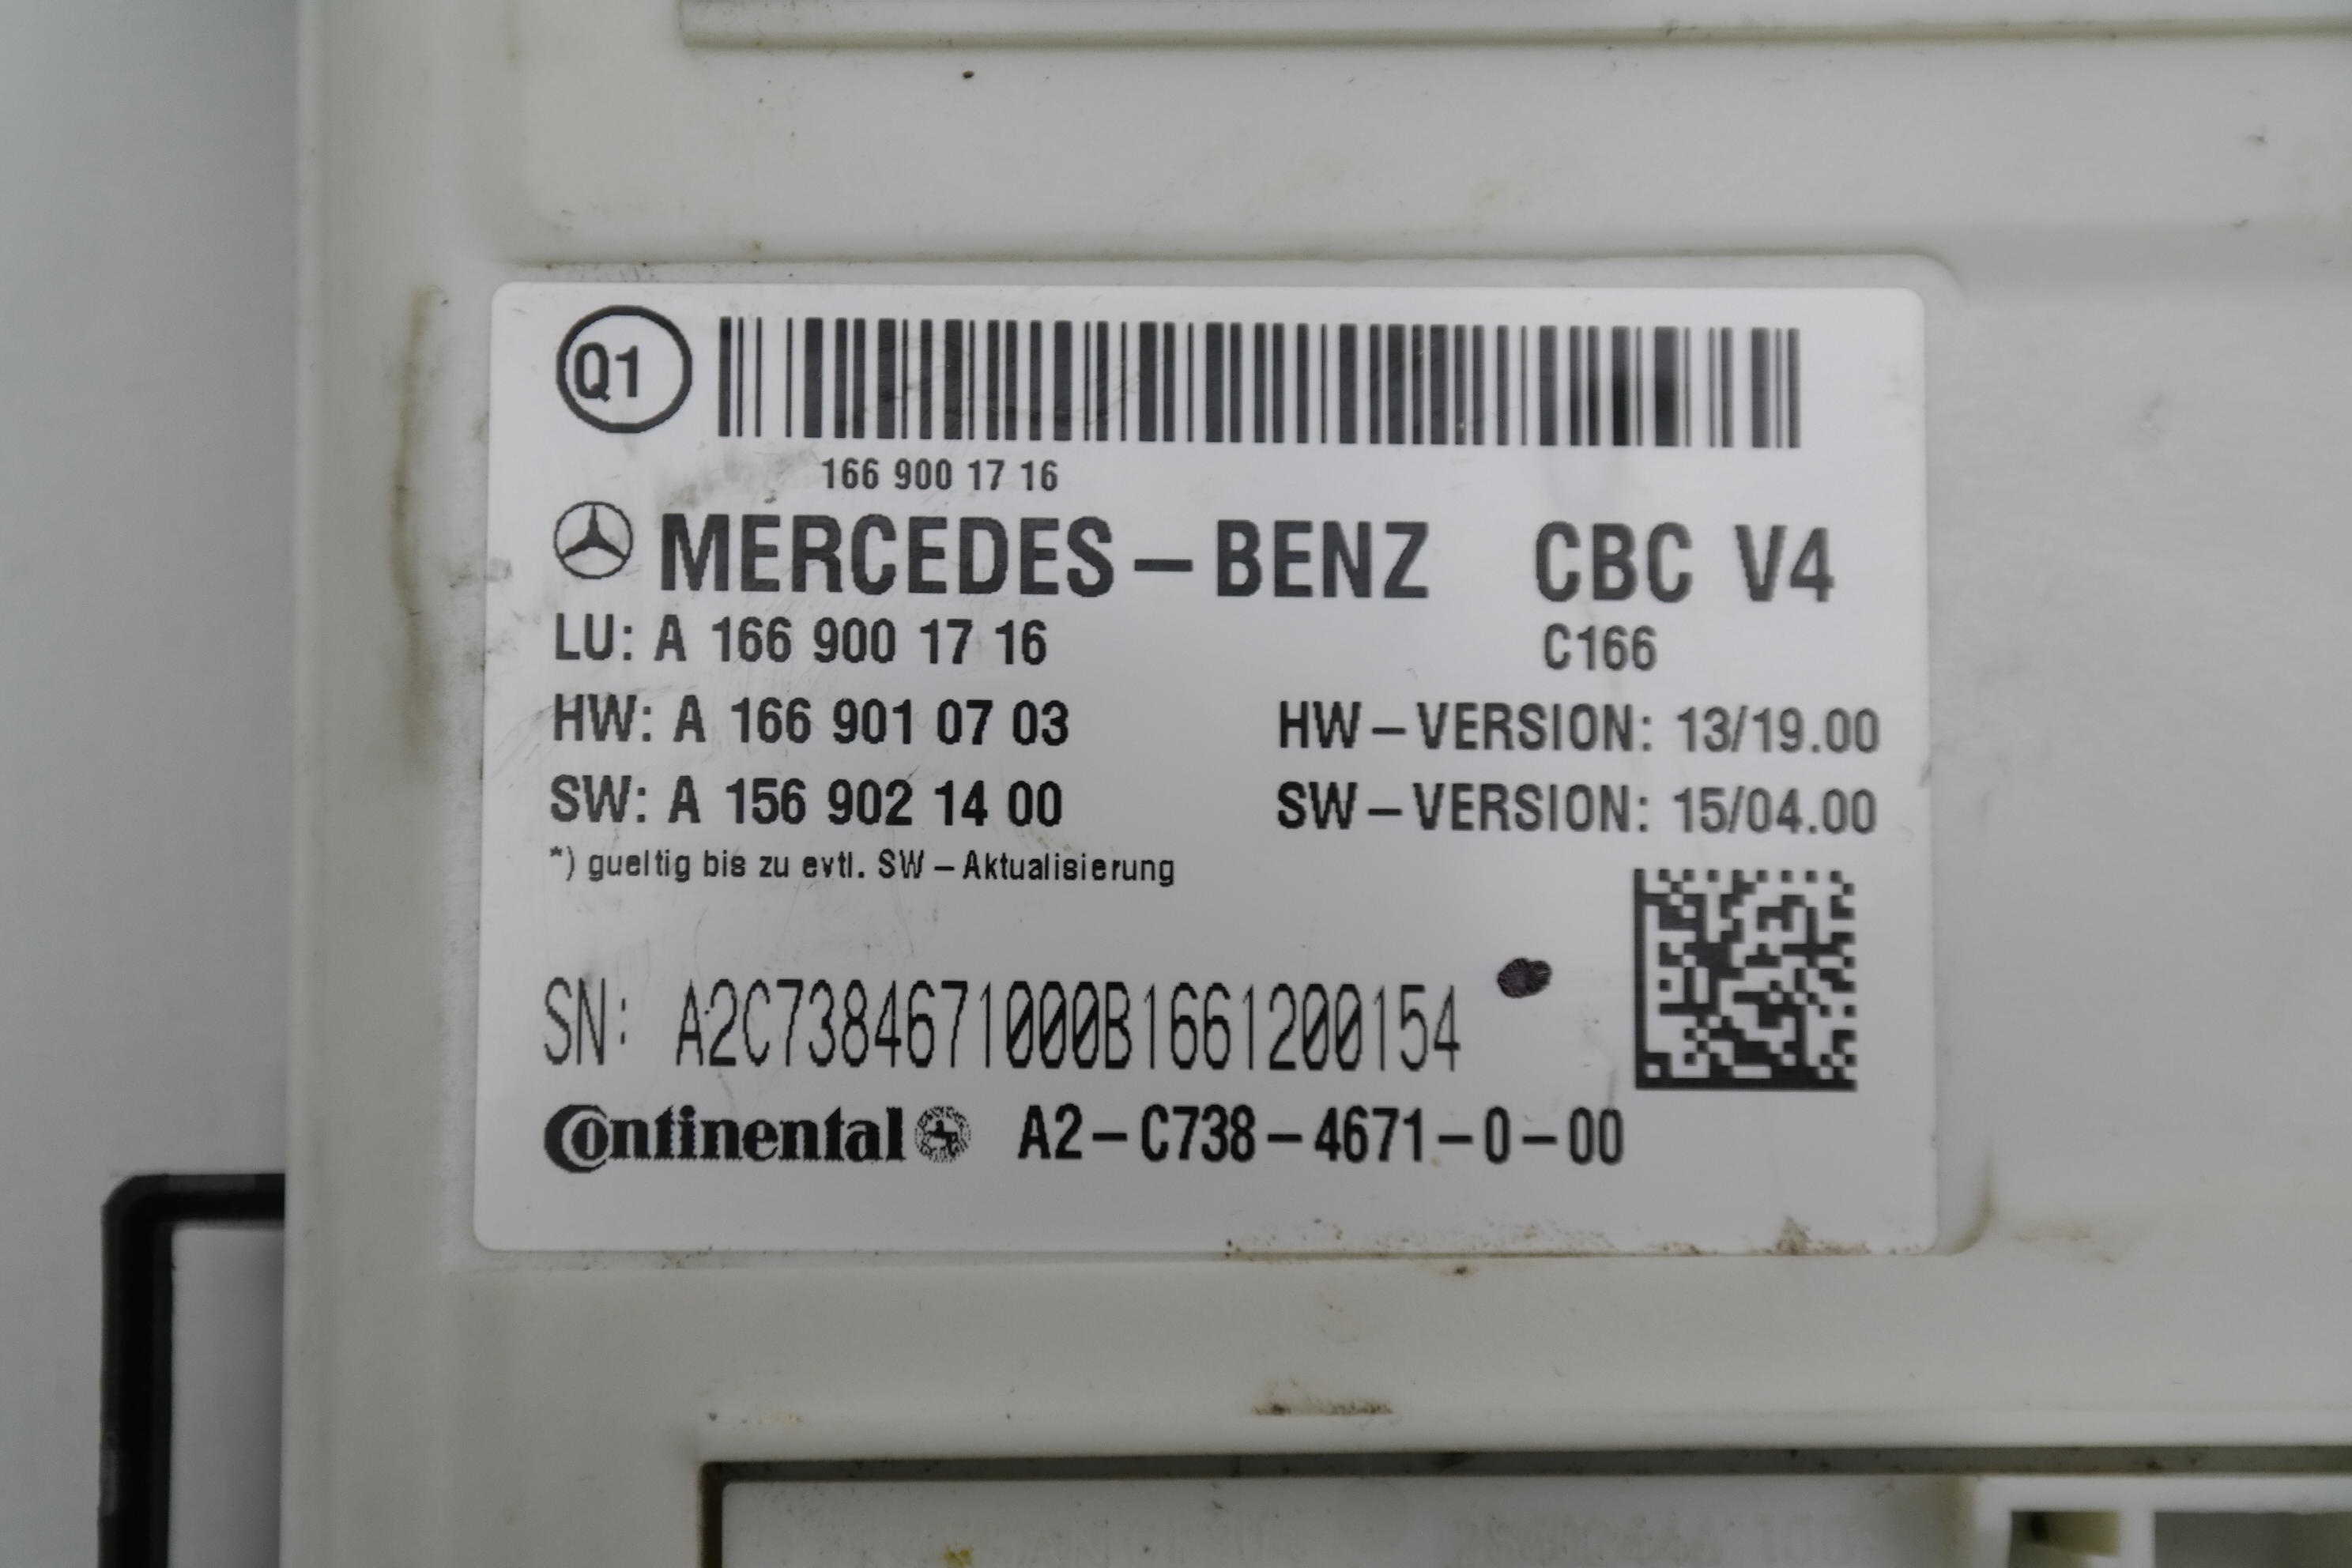 Q1
166 900 17 16
MERCEDES-BENZ CBC V4
LU: A 166 900 17 16 C166
HW: A 166 901 07 03 HW-VERSION: 13/19.00
SW: A 156 902 14 00 SW-VERSION: 15/04.00
*) gueltig bis zu evtl. SW-Aktualisierung
SN: A2C7384671000B1661200154
Continental A2-C738-4671-0-00